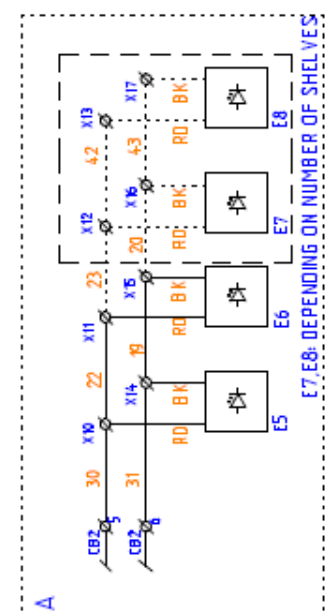 A
CB2 5
30
X10
22
X11
23
X12
42
X13
CB2 6
31
X14
19
X15
20
X16
43
X17
RD BK
E5
RD BK
E6
RD BK
E7
RD BK
E8
E7,E8: DEPENDING ON NUMBER OF SHELVES